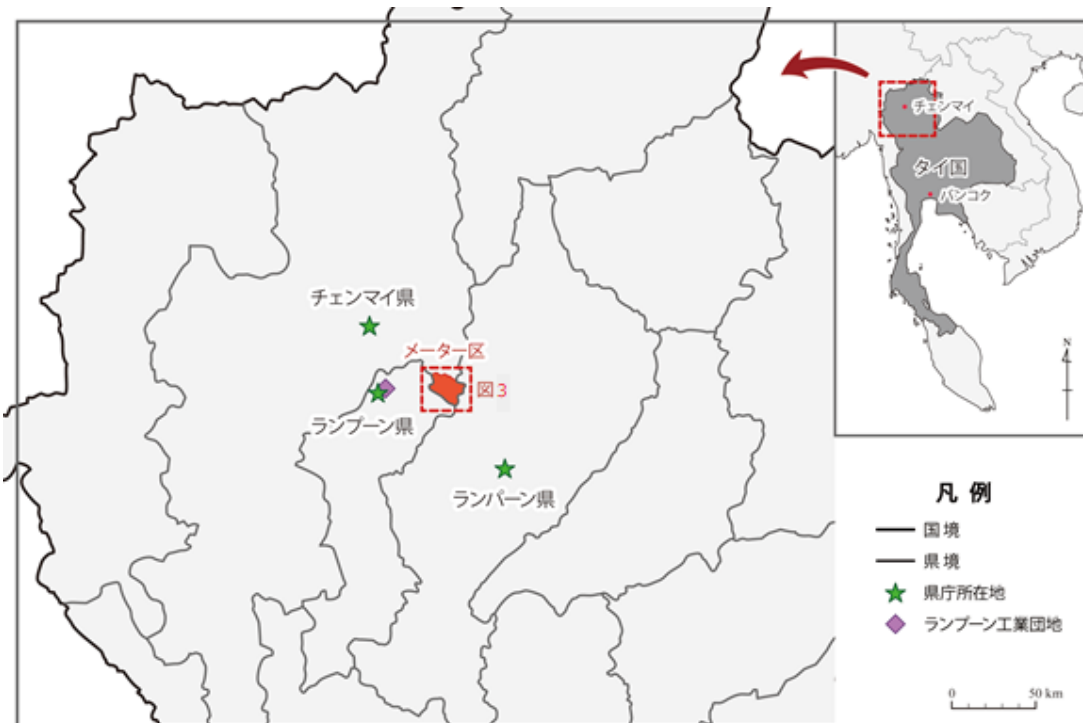 チェンマイ県
メーター区
図3
ランプーン県
ランパーン県
チェンマイ
タイ国
バンコク
N
凡 例
国境
県境
県庁所在地
ランプーン工業団地
0 50 km